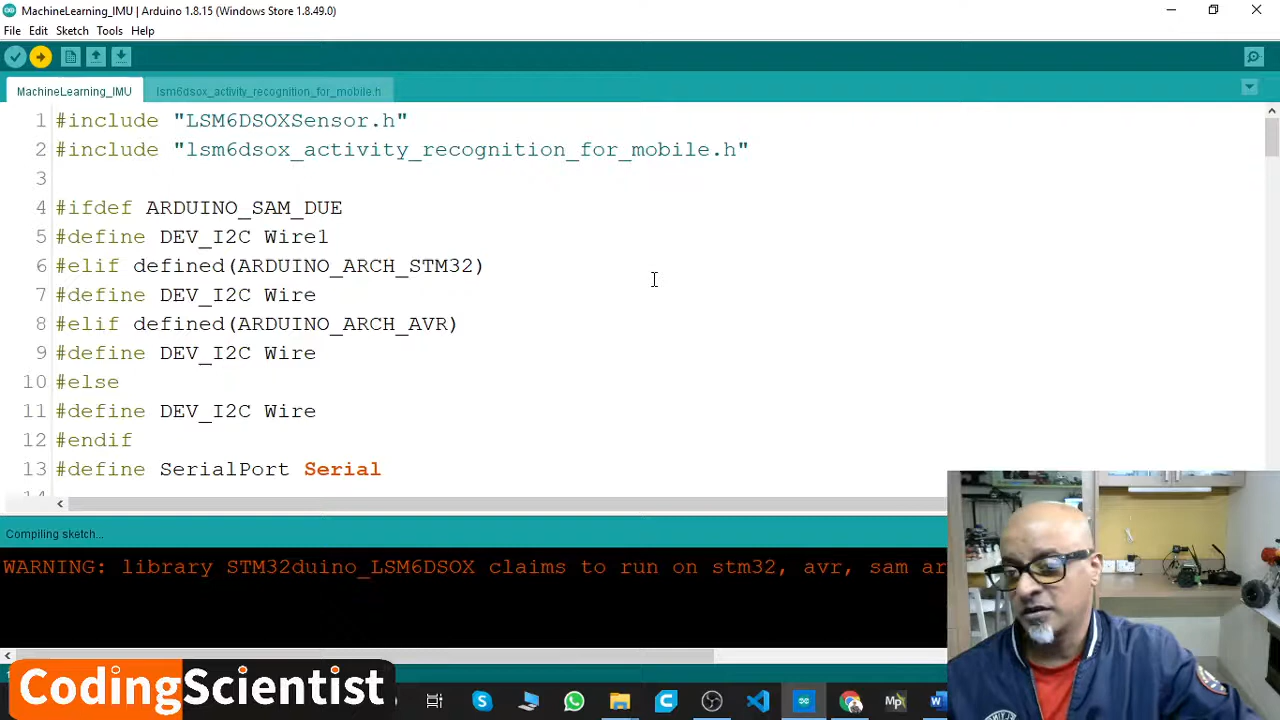 MachineLearning_IMU | Arduino 1.8.15 (Windows Store 1.8.49.0)
File Edit Sketch Tools Help
MachineLearning_IMU lsm6dsox_activity_recognition_for_mobile.h
1 #include "LSM6DSOXSensor.h"
2 #include "lsm6dsox_activity_recognition_for_mobile.h"
3
4 #ifdef ARDUINO_SAM_DUE
5 #define DEV_I2C Wire1
6 #elif defined(ARDUINO_ARCH_STM32)
7 #define DEV_I2C Wire
8 #elif defined(ARDUINO_ARCH_AVR)
9 #define DEV_I2C Wire
10 #else
11 #define DEV_I2C Wire
12 #endif
13 #define SerialPort Serial
Compiling sketch...
WARNING: library STM32duino_LSM6DSOX claims to run on stm32, avr, sam ar
CodingScientist